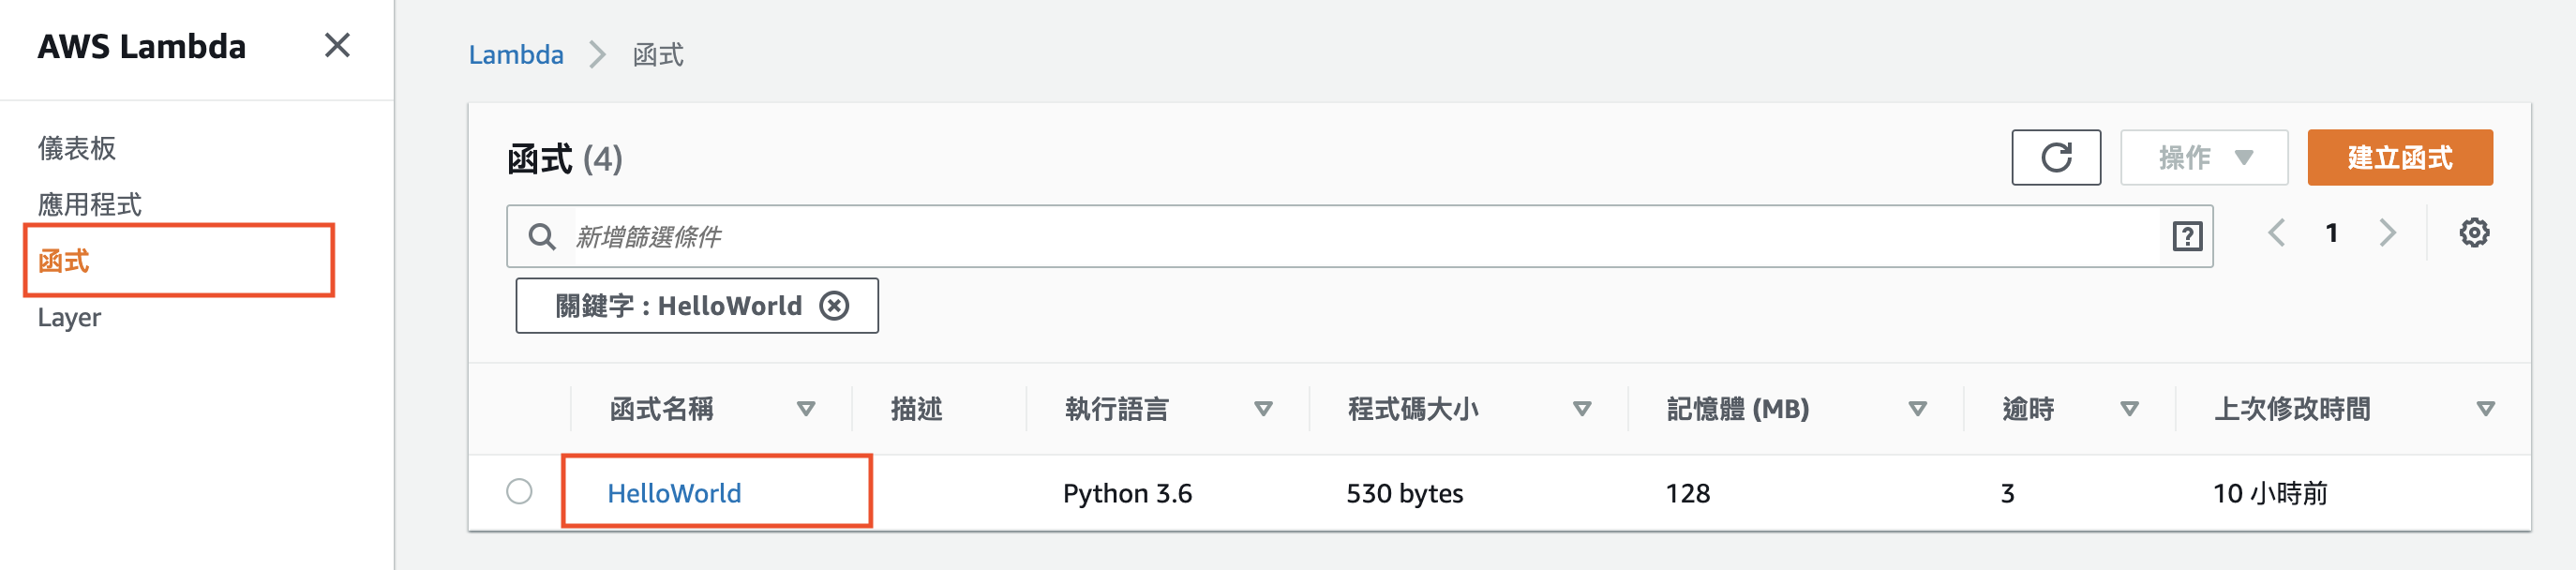 AWS Lambda
儀表板
應用程式
函式
Layer
Lambda 函式
函式 (4)
操作
建立函式
新增篩選條件
1
關鍵字 : HelloWorld
函式名稱 描述 執行語言 程式碼大小 記憶體 (MB) 逾時 上次修改時間
HelloWorld Python 3.6 530 bytes 128 3 10 小時前